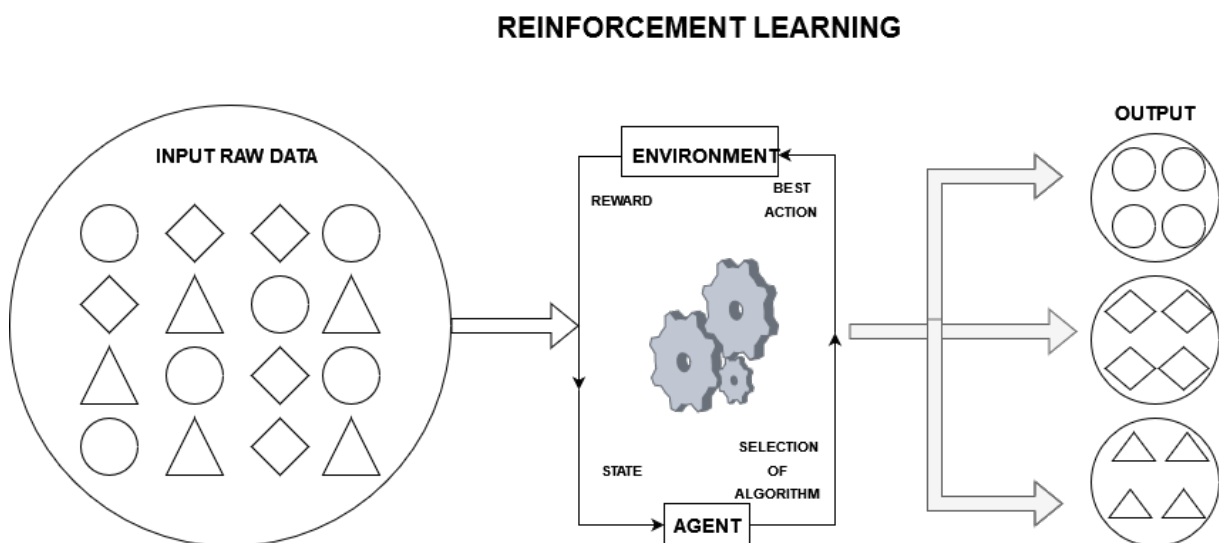 REINFORCEMENT LEARNING
INPUT RAW DATA
ENVIRONMENT
REWARD
BEST
ACTION
STATE
SELECTION
OF
ALGORITHM
AGENT
OUTPUT